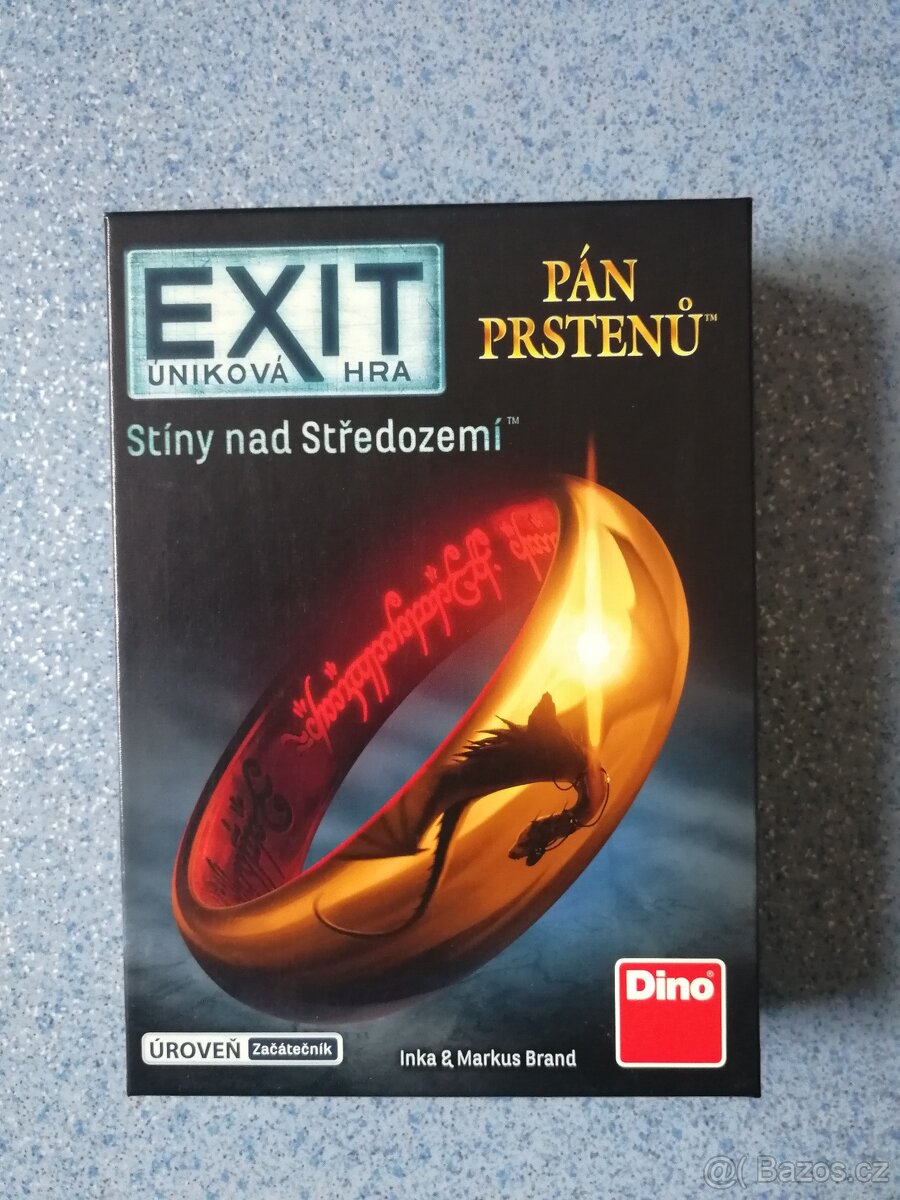 EXIT
ÚNIKOVÁ HRA
PÁN
PRSTENŮ™
Stíny nad Středozemí™
Dino®
ÚROVEŇ Začátečník
Inka & Markus Brand
@( Bazos.cz